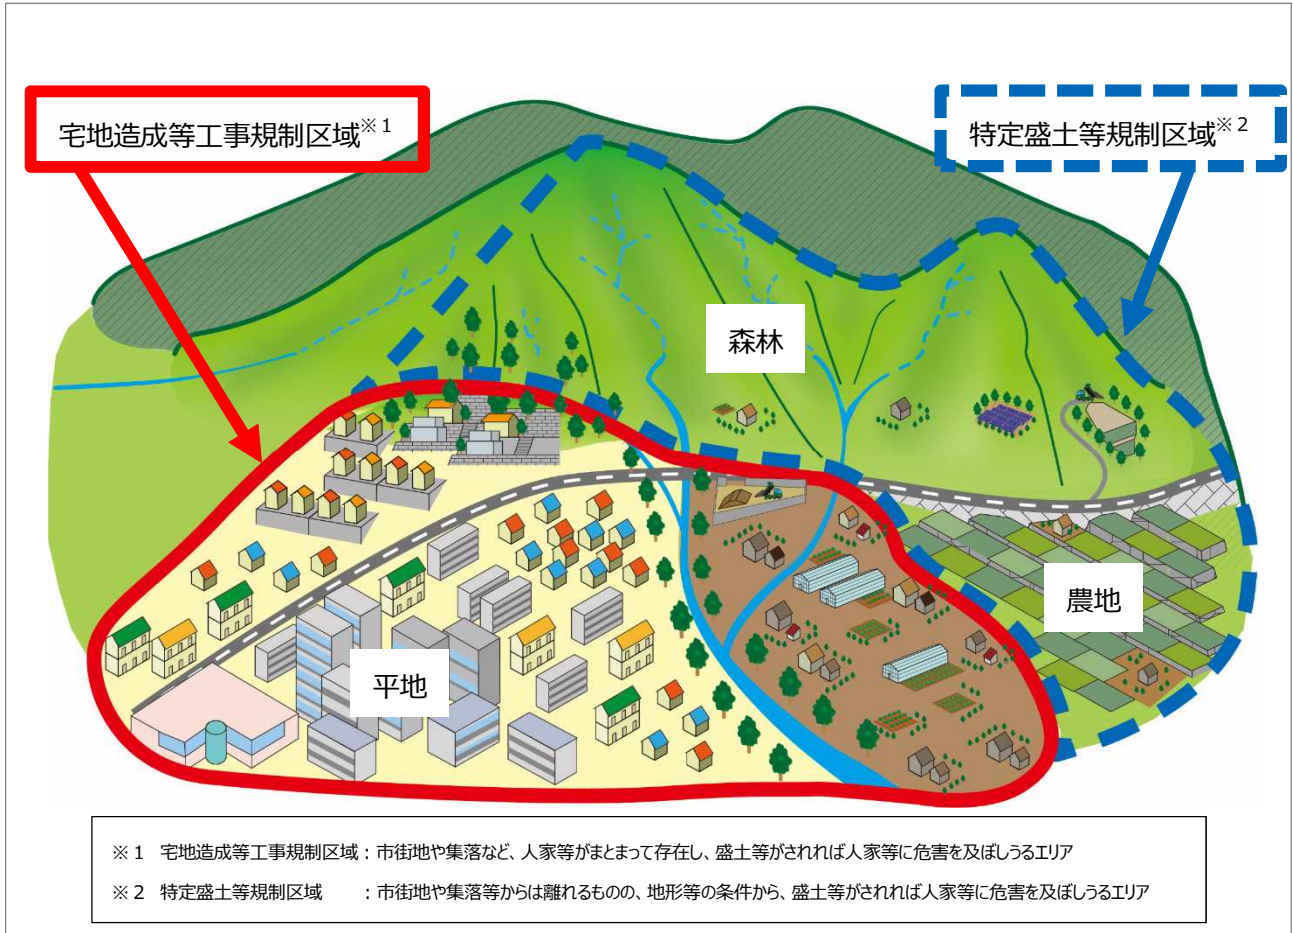 宅地造成等工事規制区域※1
特定盛土等規制区域※2
森林
農地
平地
※1 宅地造成等工事規制区域：市街地や集落など、人家等がまとまって存在し、盛土等がされれば人家等に危害を及ぼしうるエリア
※2 特定盛土等規制区域 ：市街地や集落等からは離れるものの、地形等の条件から、盛土等がされれば人家等に危害を及ぼしうるエリア